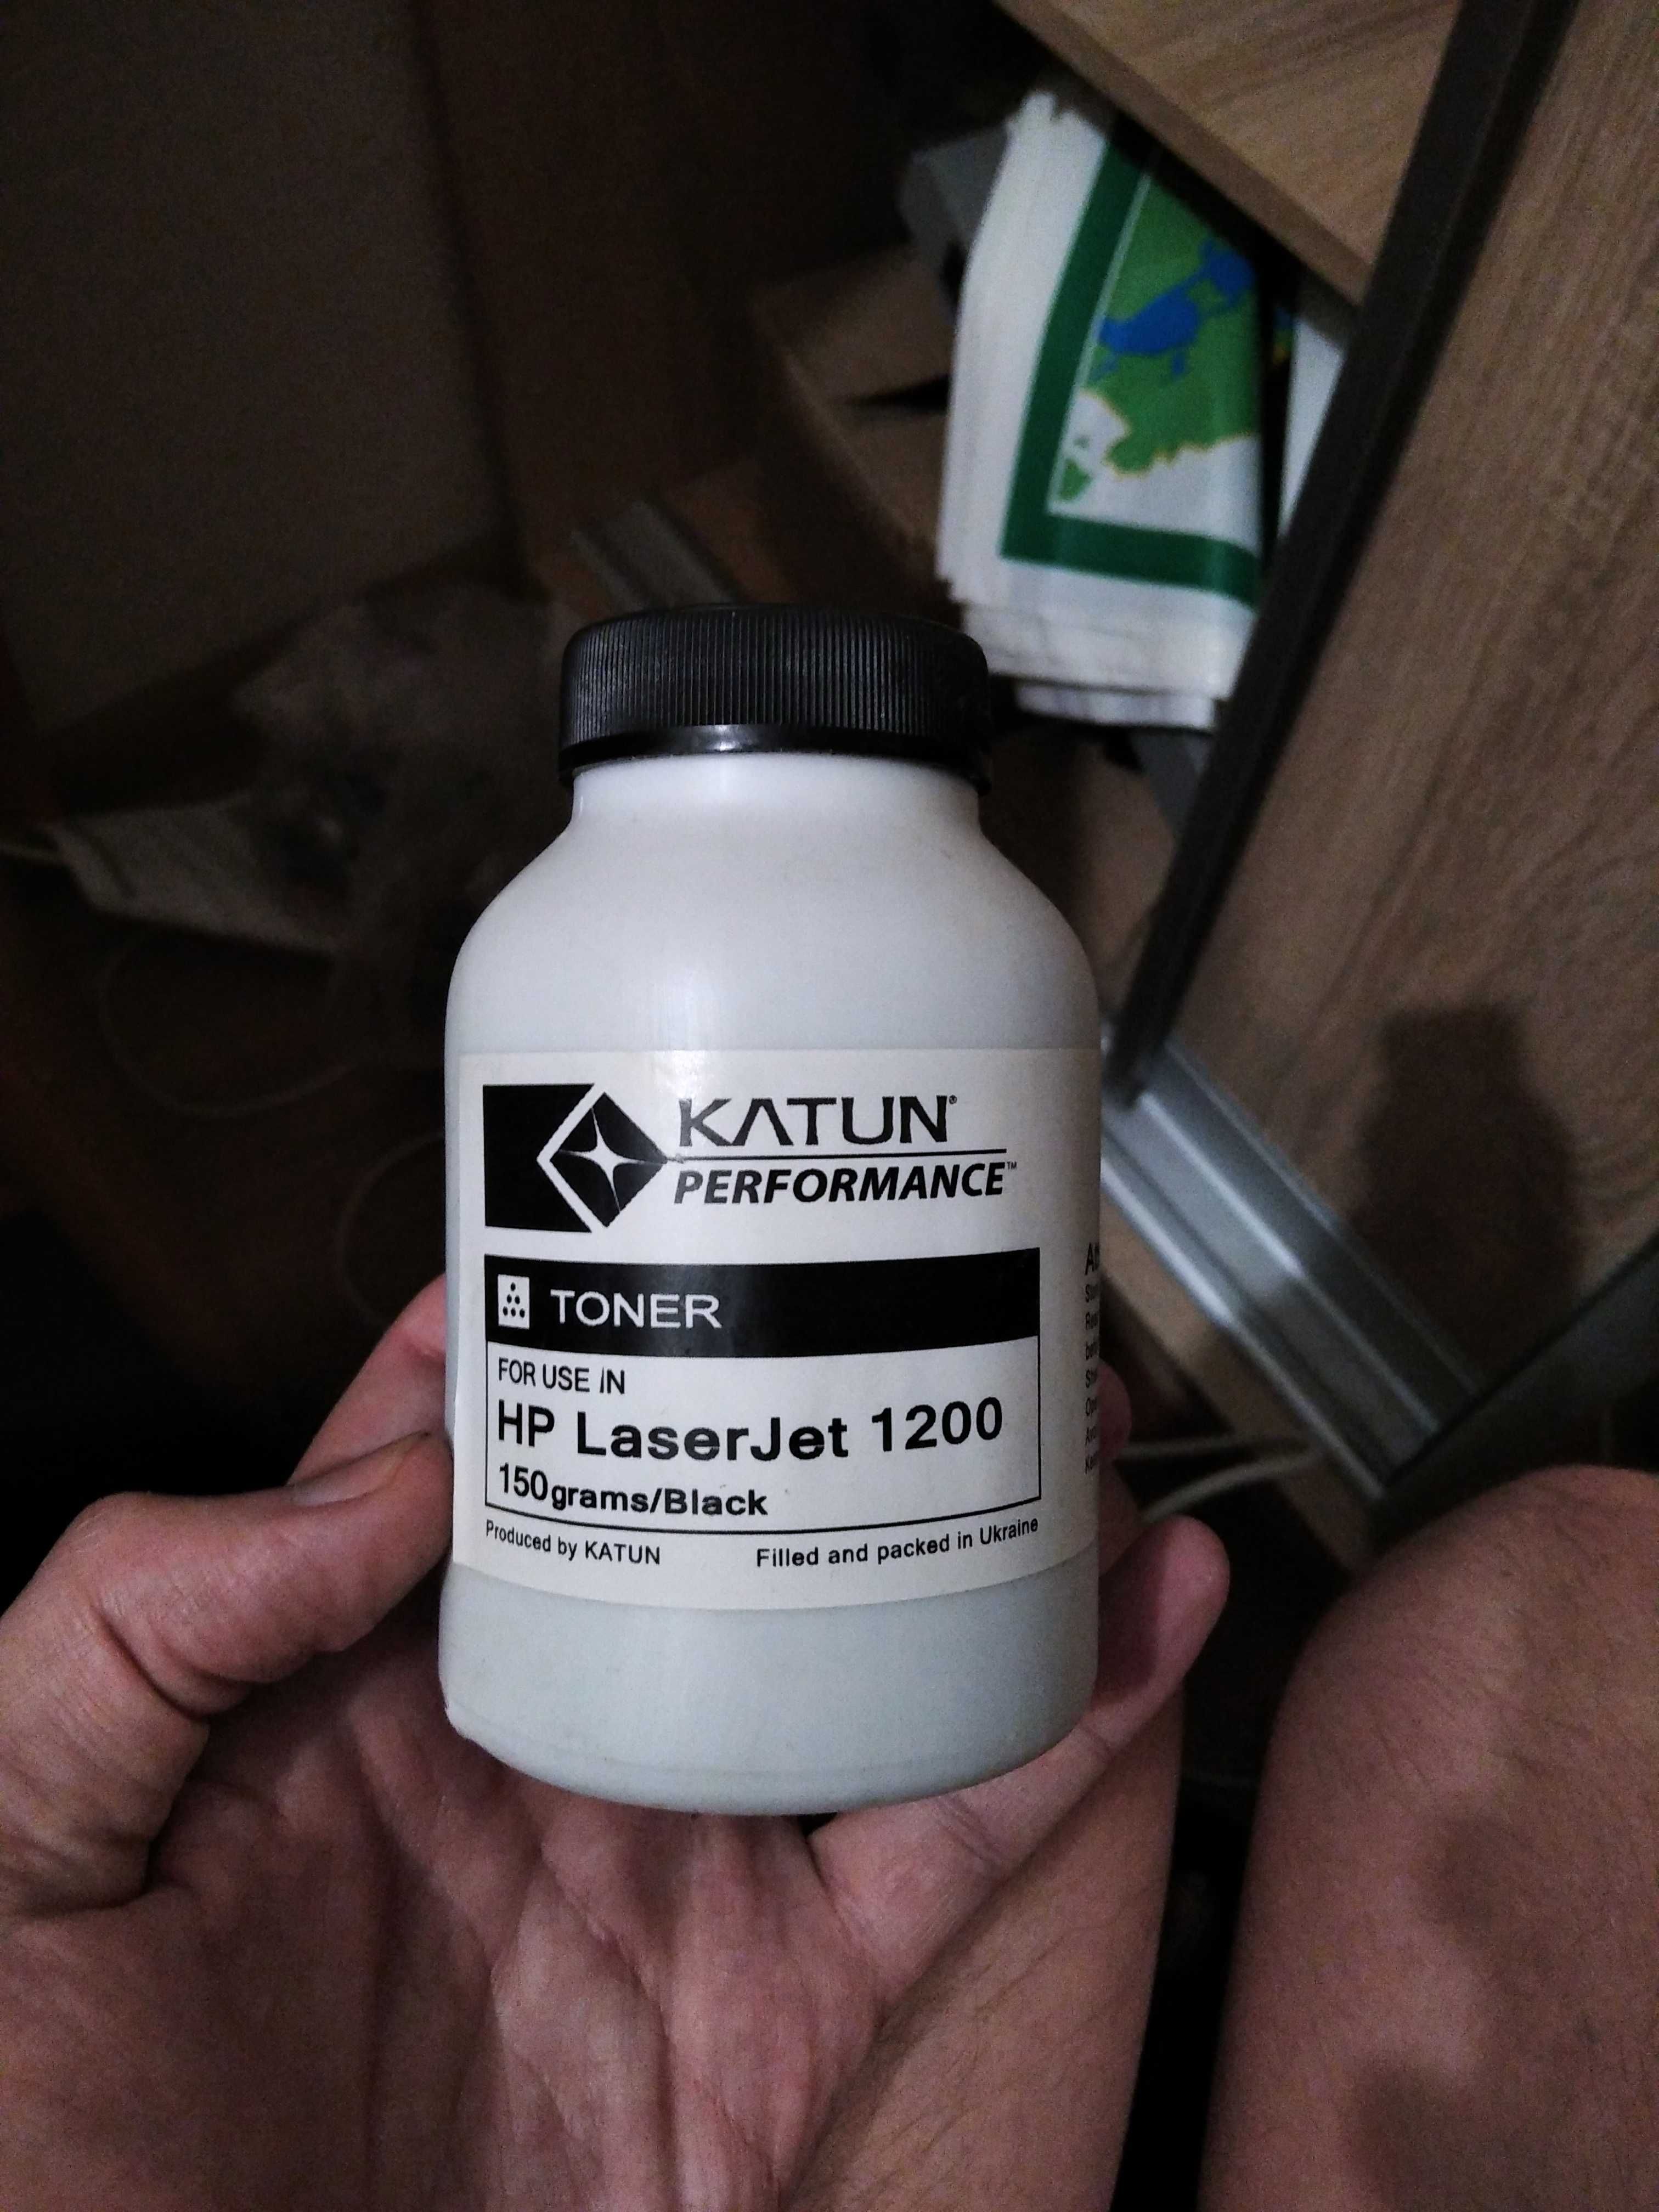 KATUN®
PERFORMANCE™
TONER
FOR USE IN
HP LaserJet 1200
150grams/Black
Produced by KATUN Filled and packed in Ukraine